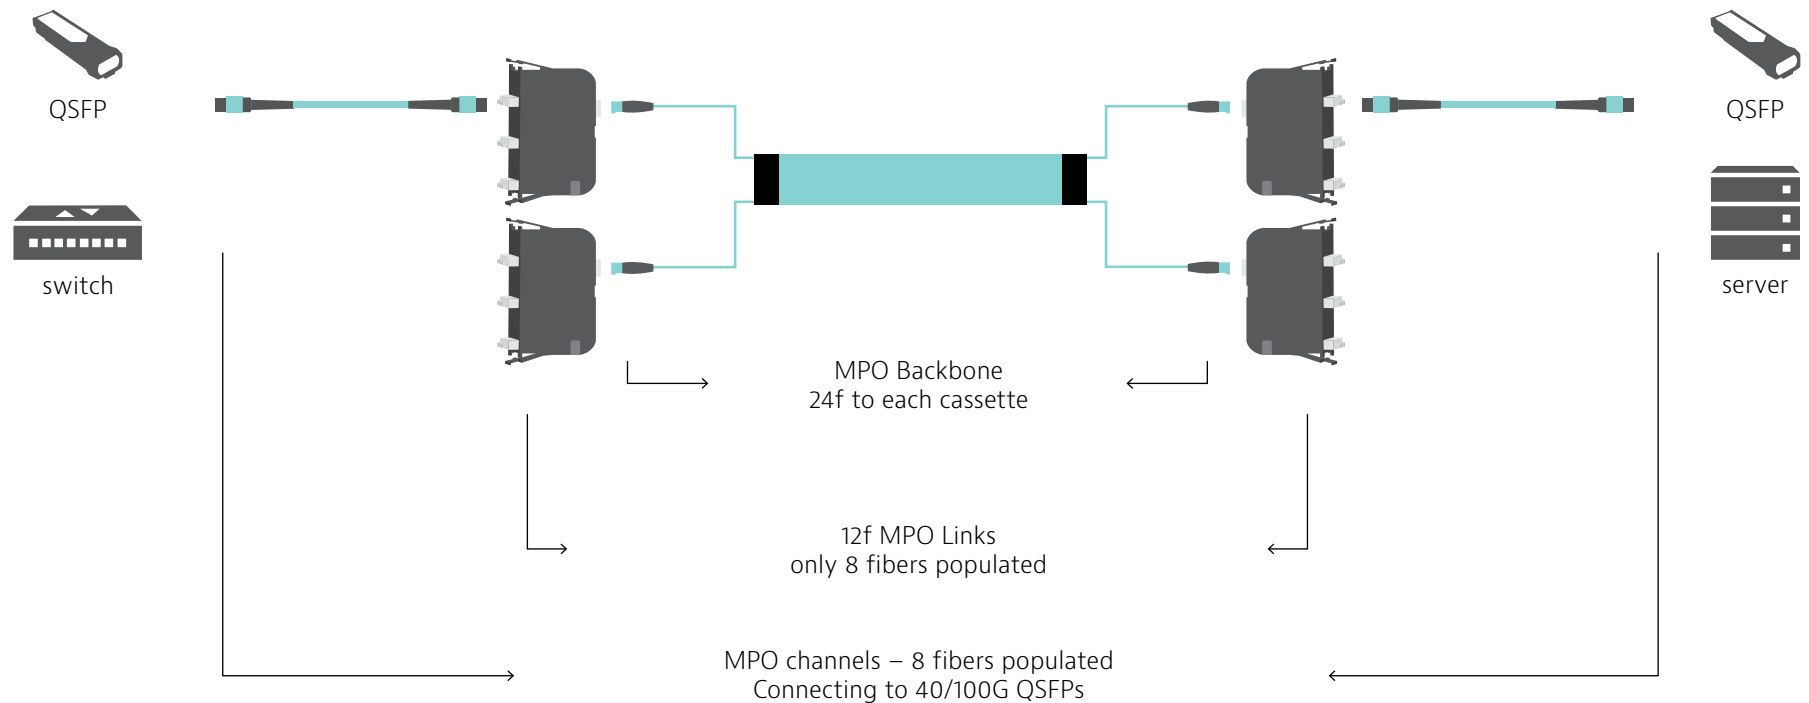 QSFP
QSFP
switch
server
MPO Backbone
24f to each cassette
12f MPO Links
only 8 fibers populated
MPO channels – 8 fibers populated
Connecting to 40/100G QSFPs